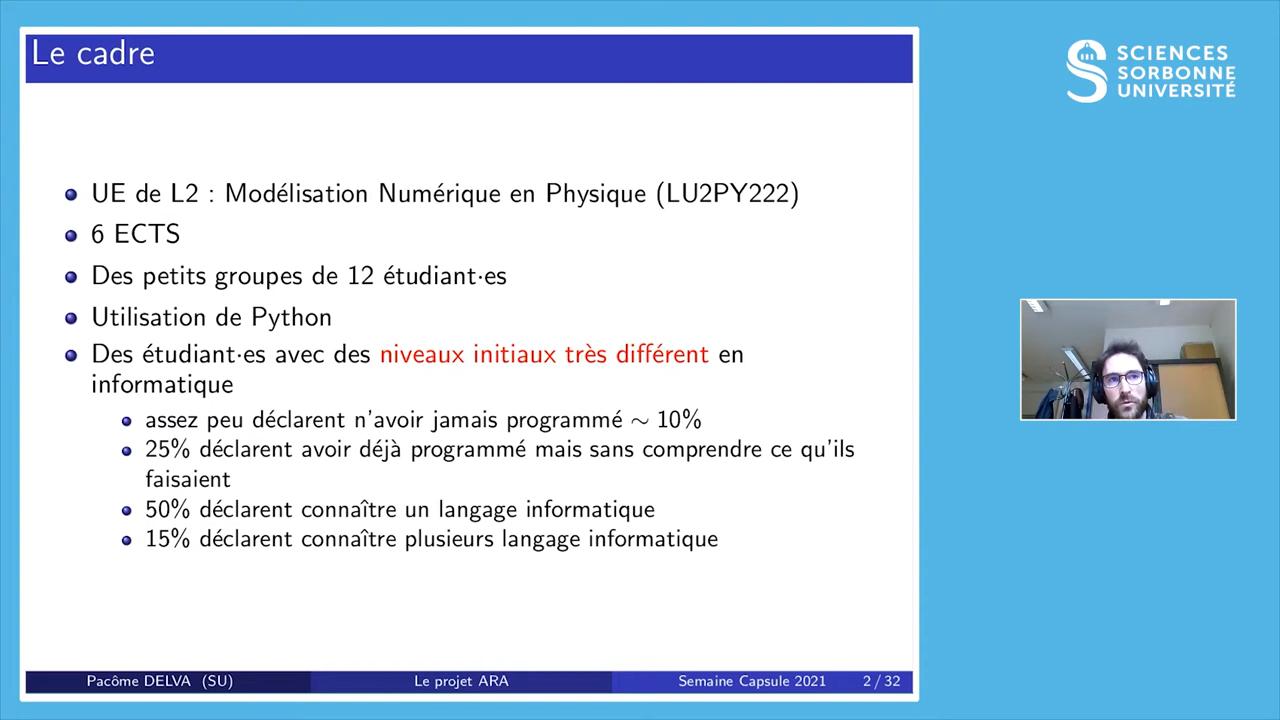 Le cadre
SCIENCES
SORBONNE
UNIVERSITÉ
UE de L2 : Modélisation Numérique en Physique (LU2PY222)
6 ECTS
Des petits groupes de 12 étudiant·es
Utilisation de Python
Des étudiant·es avec des niveaux initiaux très différent en
informatique
assez peu déclarent n'avoir jamais programmé ∼ 10%
25% déclarent avoir déjà programmé mais sans comprendre ce qu'ils
faisaient
50% déclarent connaître un langage informatique
15% déclarent connaître plusieurs langage informatique
Pacôme DELVA (SU) Le projet ARA Semaine Capsule 2021 2 / 32